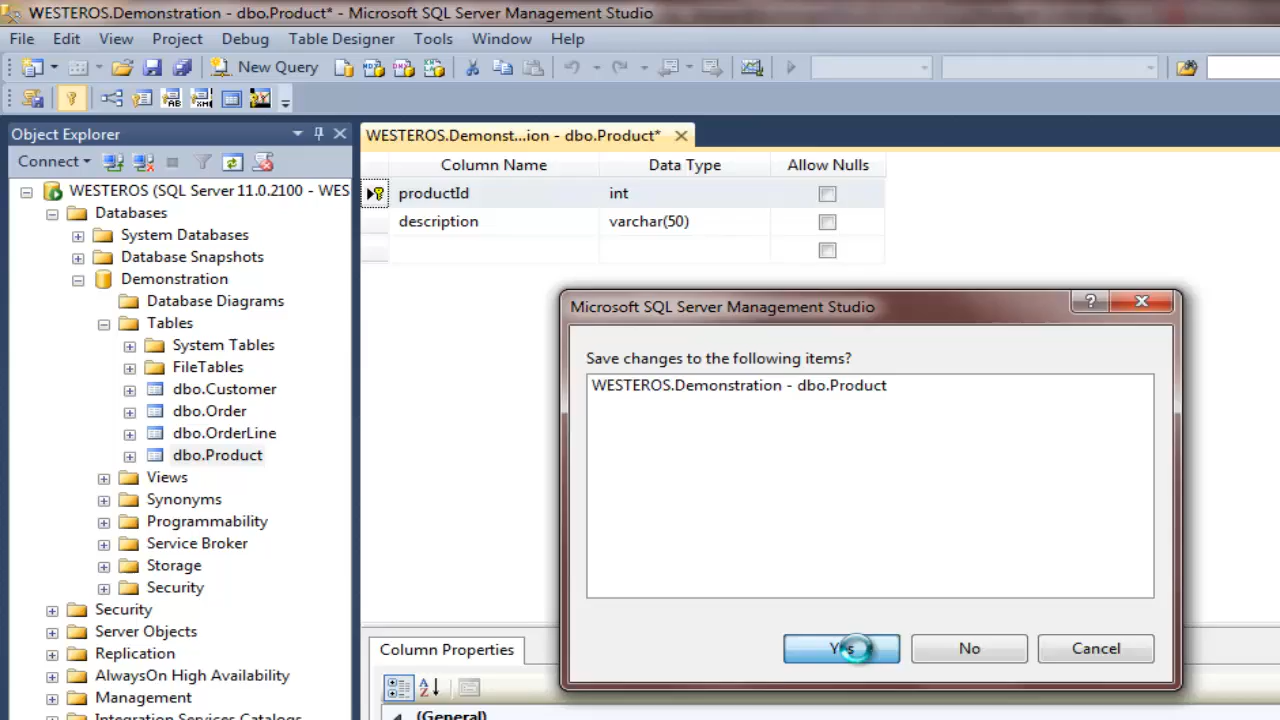 WESTEROS.Demonstration - dbo.Product* - Microsoft SQL Server Management Studio
File Edit View Project Debug Table Designer Tools Window Help
New Query
Object Explorer
Connect
WESTEROS (SQL Server 11.0.2100 - WES
Databases
System Databases
Database Snapshots
Demonstration
Database Diagrams
Tables
System Tables
FileTables
dbo.Customer
dbo.Order
dbo.OrderLine
dbo.Product
Views
Synonyms
Programmability
Service Broker
Storage
Security
Security
Server Objects
Replication
AlwaysOn High Availability
Management
Integration Services Catalogs
WESTEROS.Demonst...ion - dbo.Product*
Column Name Data Type Allow Nulls
productId int
description varchar(50)
Microsoft SQL Server Management Studio
Save changes to the following items?
WESTEROS.Demonstration - dbo.Product
Yes No Cancel
Column Properties
(General)